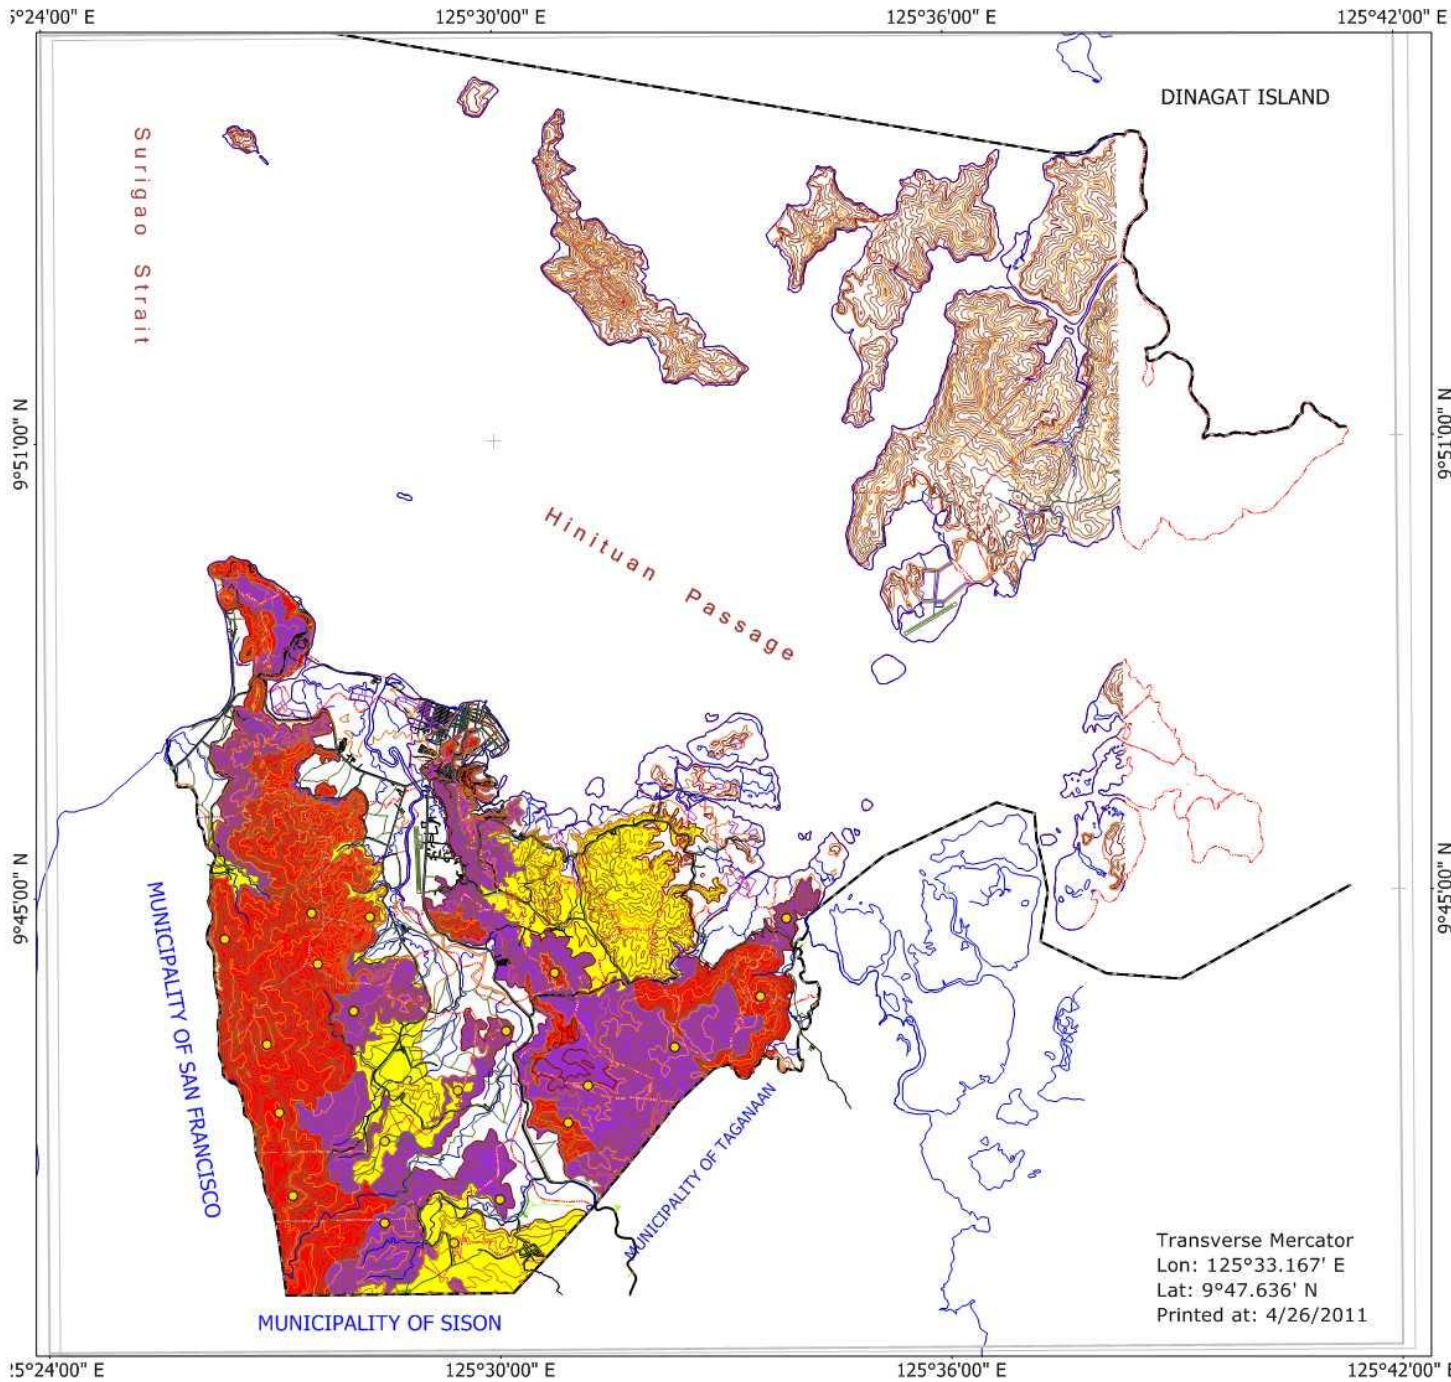 5°24'00" E
125°30'00" E
125°36'00" E
125°42'00" E
DINAGAT ISLAND
Surigao Strait
9°51'00" N
9°51'00" N
Hinituan Passage
9°45'00" N
9°45'00" N
MUNICIPALITY OF SAN FRANCISCO
MUNICIPALITY OF TAGANAAN
MUNICIPALITY OF SISON
Transverse Mercator
Lon: 125°33.167' E
Lat: 9°47.636' N
Printed at: 4/26/2011
5°24'00" E
125°30'00" E
125°36'00" E
125°42'00" E